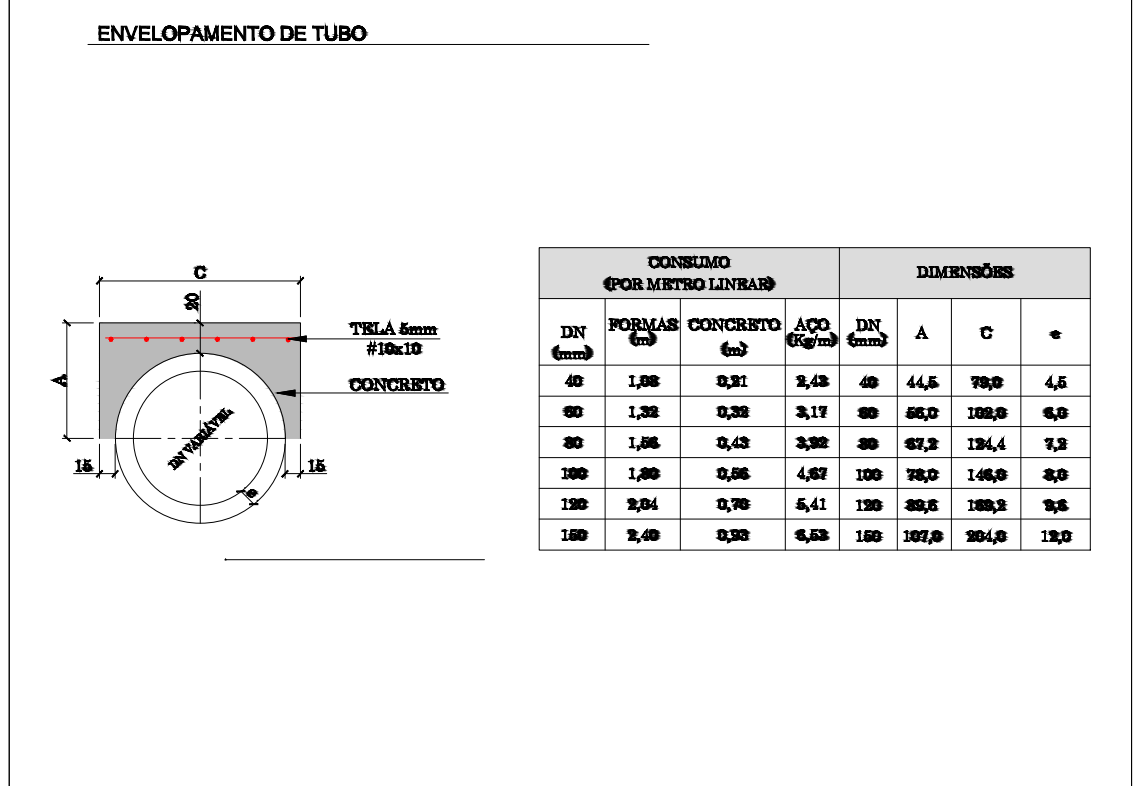 ENVELOPAMENTO DE TUBO
C
20
TELA 5mm
#10x10
A
CONCRETO
DN VARIÁVEL
15
15
e
CONSUMO
(POR METRO LINEAR)
DIMENSÕES
DN (mm) FORMAS (m) CONCRETO (m) AÇO (Kg/m) DN (mm) A C e
40 1,08 0,21 2,43 40 44,5 79,0 4,5
60 1,32 0,32 3,17 60 56,0 102,0 6,0
80 1,56 0,43 3,92 80 67,2 124,4 7,2
100 1,80 0,56 4,67 100 78,0 146,0 8,0
120 2,04 0,70 5,41 120 89,6 169,2 9,6
150 2,40 0,93 6,53 150 107,0 204,0 12,0